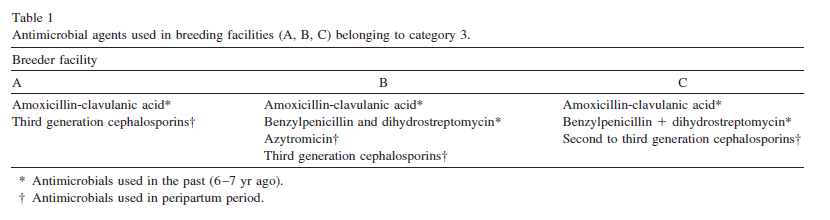 Table 1
Antimicrobial agents used in breeding facilities (A, B, C) belonging to category 3.
Breeder facility
A B C
Amoxicillin-clavulanic acid* Amoxicillin-clavulanic acid* Amoxicillin-clavulanic acid*
Third generation cephalosporins† Benzylpenicillin and dihydrostreptomycin* Benzylpenicillin + dihydrostreptomycin*
Azytromicin† Second to third generation cephalosporins†
Third generation cephalosporins†
* Antimicrobials used in the past (6–7 yr ago).
† Antimicrobials used in peripartum period.